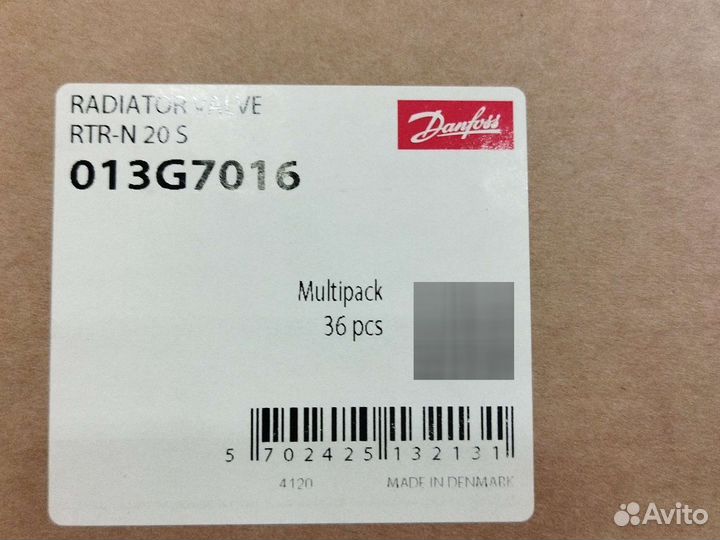 RADIATOR VALVE
RTR-N 20 S
013G7016
Danfoss
Multipack
36 pcs
5 702425 132131
4120 MADE IN DENMARK
Avito